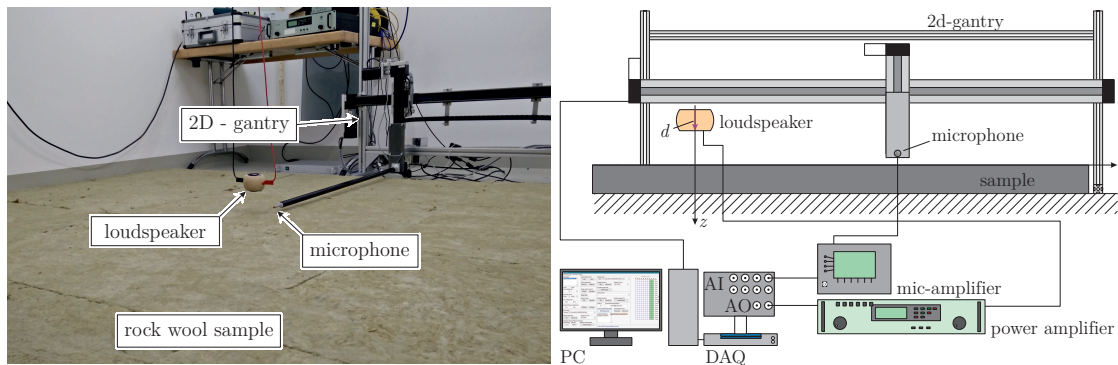 2D - gantry
loudspeaker
microphone
rock wool sample
2d-gantry
d
loudspeaker
microphone
sample
z
AI
AO
mic-amplifier
power amplifier
PC
DAQ